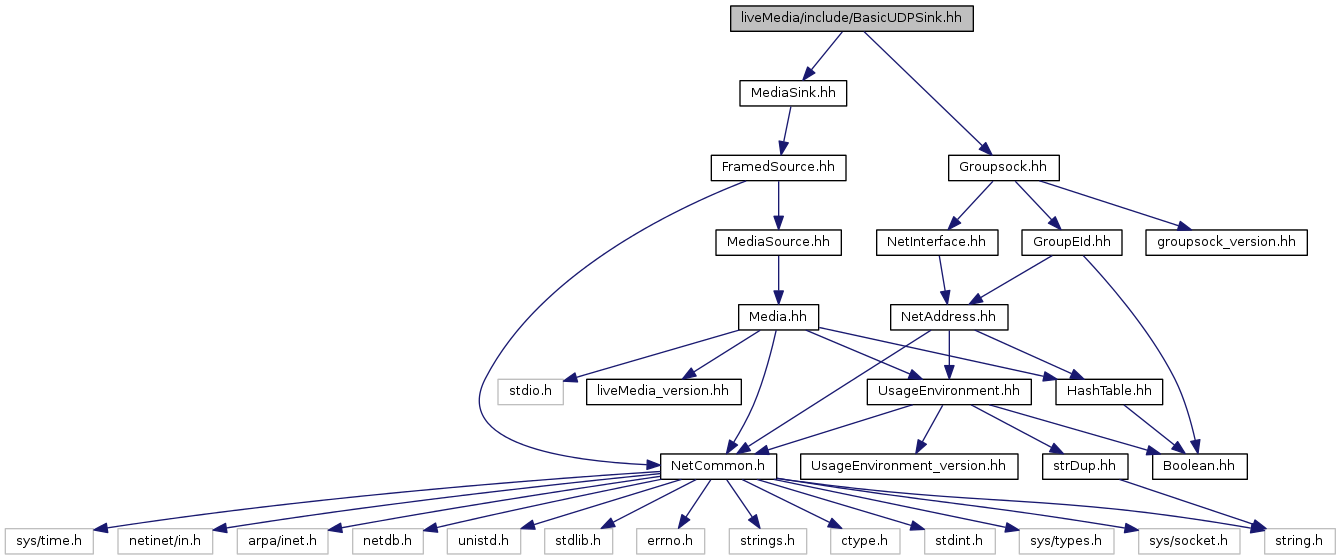 liveMedia/include/BasicUDPSink.hh
MediaSink.hh
FramedSource.hh
Groupsock.hh
MediaSource.hh
NetInterface.hh
GroupEId.hh
groupsock_version.hh
Media.hh
NetAddress.hh
stdio.h
liveMedia_version.hh
UsageEnvironment.hh
HashTable.hh
NetCommon.h
UsageEnvironment_version.hh
strDup.hh
Boolean.hh
sys/time.h
netinet/in.h
arpa/inet.h
netdb.h
unistd.h
stdlib.h
errno.h
strings.h
ctype.h
stdint.h
sys/types.h
sys/socket.h
string.h